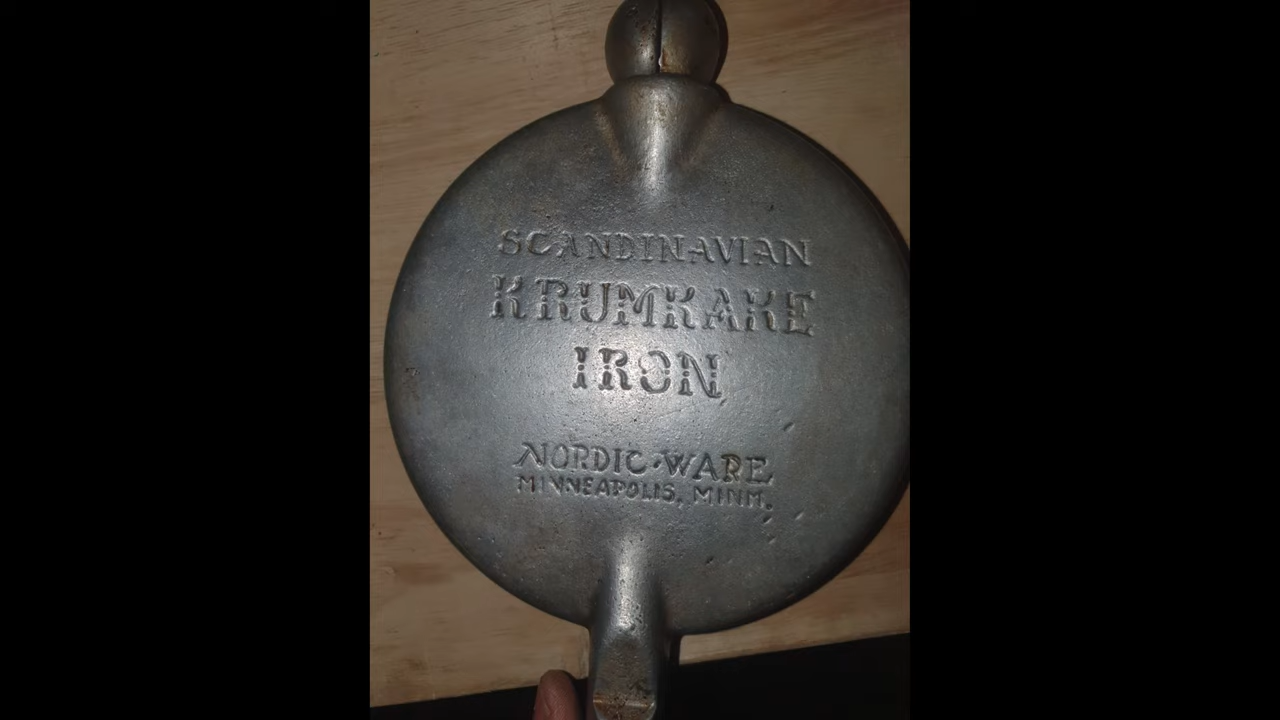 SCANDINAVIAN
KRUMKAKE
IRON
NORDIC·WARE
MINNEAPOLIS, MINN.